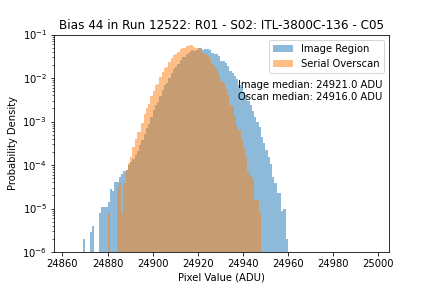 Bias 44 in Run 12522: R01 - S02: ITL-3800C-136 - C05
Image Region
Serial Overscan
Image median: 24921.0 ADU
Oscan median: 24916.0 ADU
Probability Density
10⁻¹
10⁻²
10⁻³
10⁻⁴
10⁻⁵
10⁻⁶
24860 24880 24900 24920 24940 24960 24980 25000
Pixel Value (ADU)